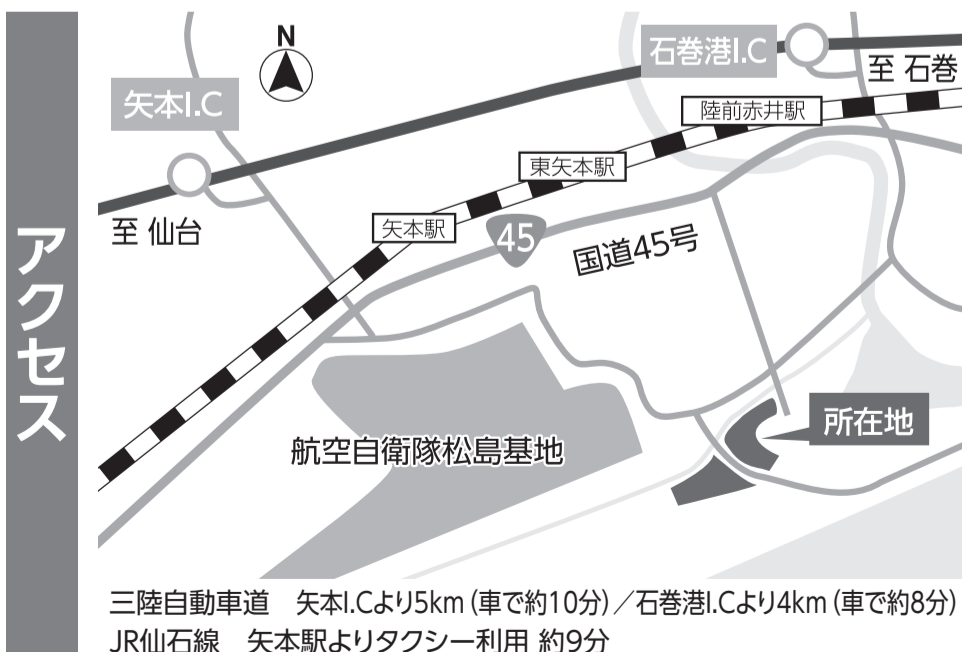 アクセス
N
石巻港I.C
至 石巻
矢本I.C
陸前赤井駅
東矢本駅
矢本駅
至 仙台
45
国道45号
所在地
航空自衛隊松島基地
三陸自動車道　矢本I.Cより5km（車で約10分）／石巻港I.Cより4km（車で約8分）
JR仙石線　矢本駅よりタクシー利用 約9分